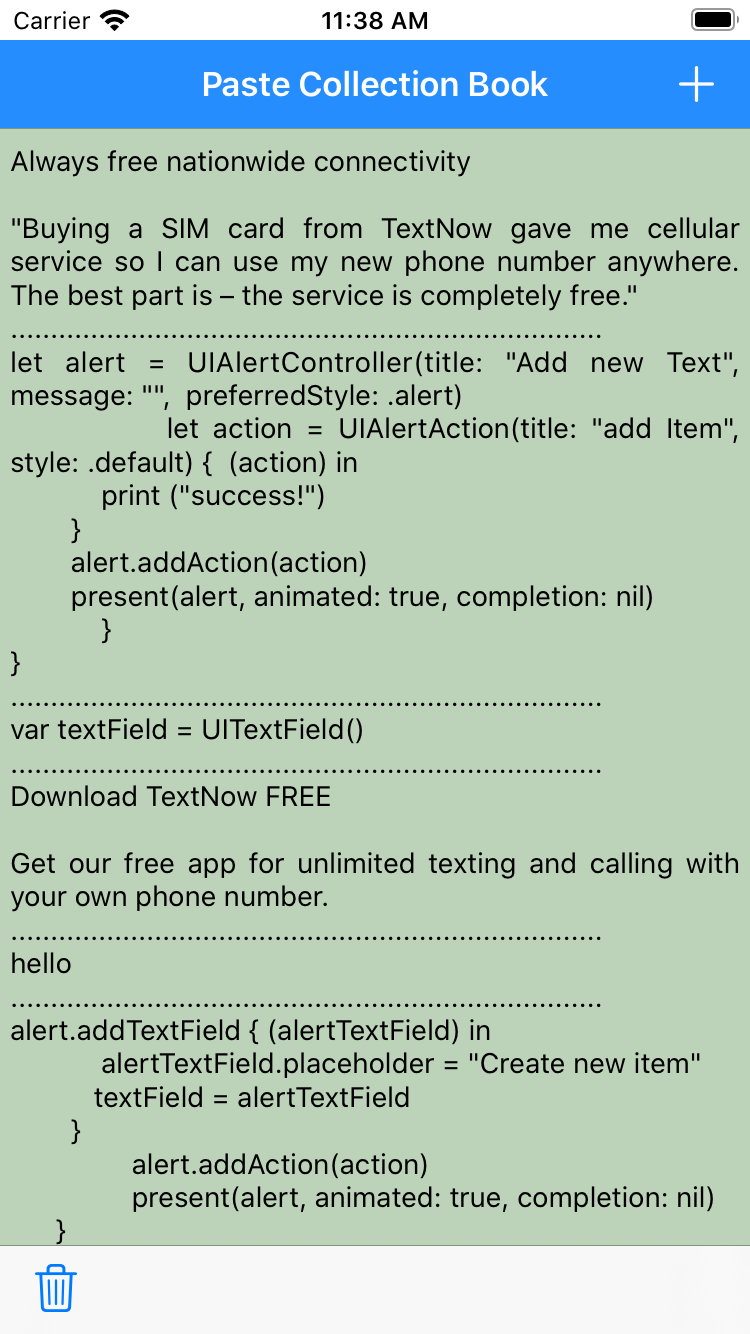 Carrier 11:38 AM
Paste Collection Book
Always free nationwide connectivity
"Buying a SIM card from TextNow gave me cellular
service so I can use my new phone number anywhere.
The best part is – the service is completely free."
..........................................................................
let alert = UIAlertController(title: "Add new Text",
message: "", preferredStyle: .alert)
let action = UIAlertAction(title: "add Item",
style: .default) { (action) in
print ("success!")
}
alert.addAction(action)
present(alert, animated: true, completion: nil)
}
}
..........................................................................
var textField = UITextField()
..........................................................................
Download TextNow FREE
Get our free app for unlimited texting and calling with
your own phone number.
..........................................................................
hello
..........................................................................
alert.addTextField { (alertTextField) in
alertTextField.placeholder = "Create new item"
textField = alertTextField
}
alert.addAction(action)
present(alert, animated: true, completion: nil)
}